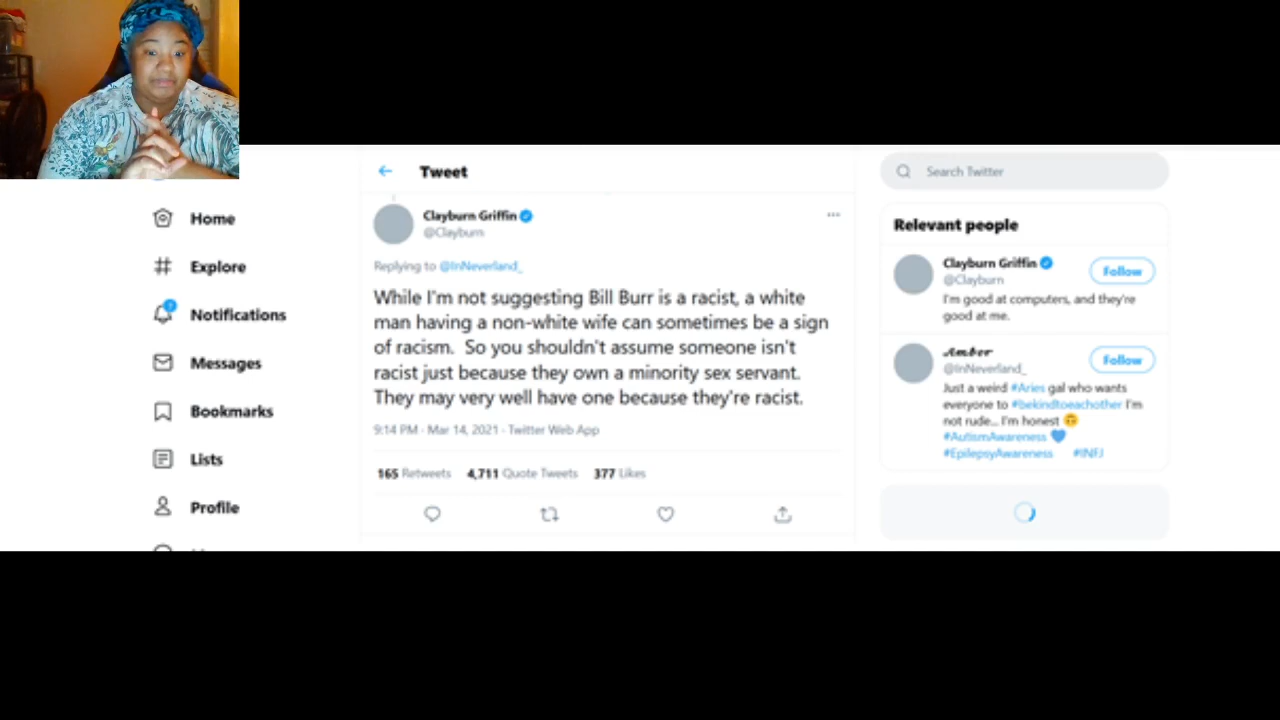 Tweet
Search Twitter
Home
Explore
Notifications
Messages
Bookmarks
Lists
Profile
Clayburn Griffin
@Clayburn
Replying to @InNeverland_
While I'm not suggesting Bill Burr is a racist, a white
man having a non-white wife can sometimes be a sign
of racism.  So you shouldn't assume someone isn't
racist just because they own a minority sex servant.
They may very well have one because they're racist.
9:14 PM · Mar 14, 2021 · Twitter Web App
165 Retweets 4,711 Quote Tweets 377 Likes
Relevant people
Clayburn Griffin
@Clayburn
Follow
I'm good at computers, and they're
good at me.
Amber
@InNeverland_
Follow
Just a weird #Aries gal who wants
everyone to #bekindtoeachother I'm
not rude... I'm honest 🙃
#AutismAwareness 💙
#EpilepsyAwareness #INFJ